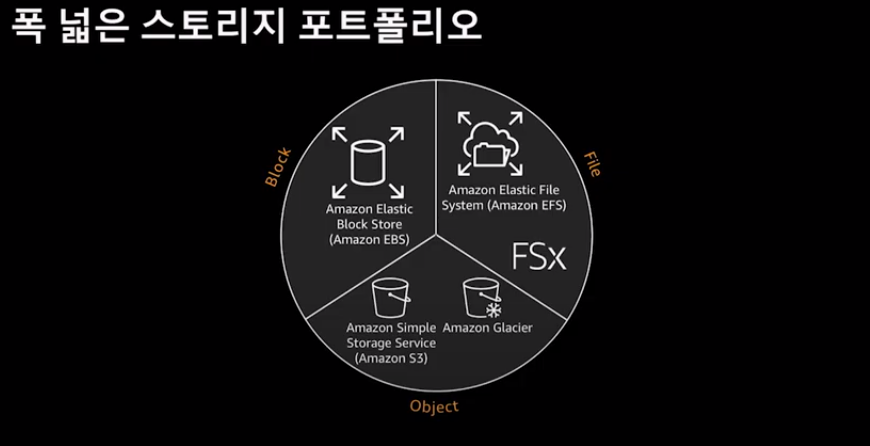 폭 넓은 스토리지 포트폴리오
Block
Amazon Elastic
Block Store
(Amazon EBS)
File
Amazon Elastic File
System (Amazon EFS)
FSx
Amazon Simple
Storage Service
(Amazon S3)
Amazon Glacier
Object